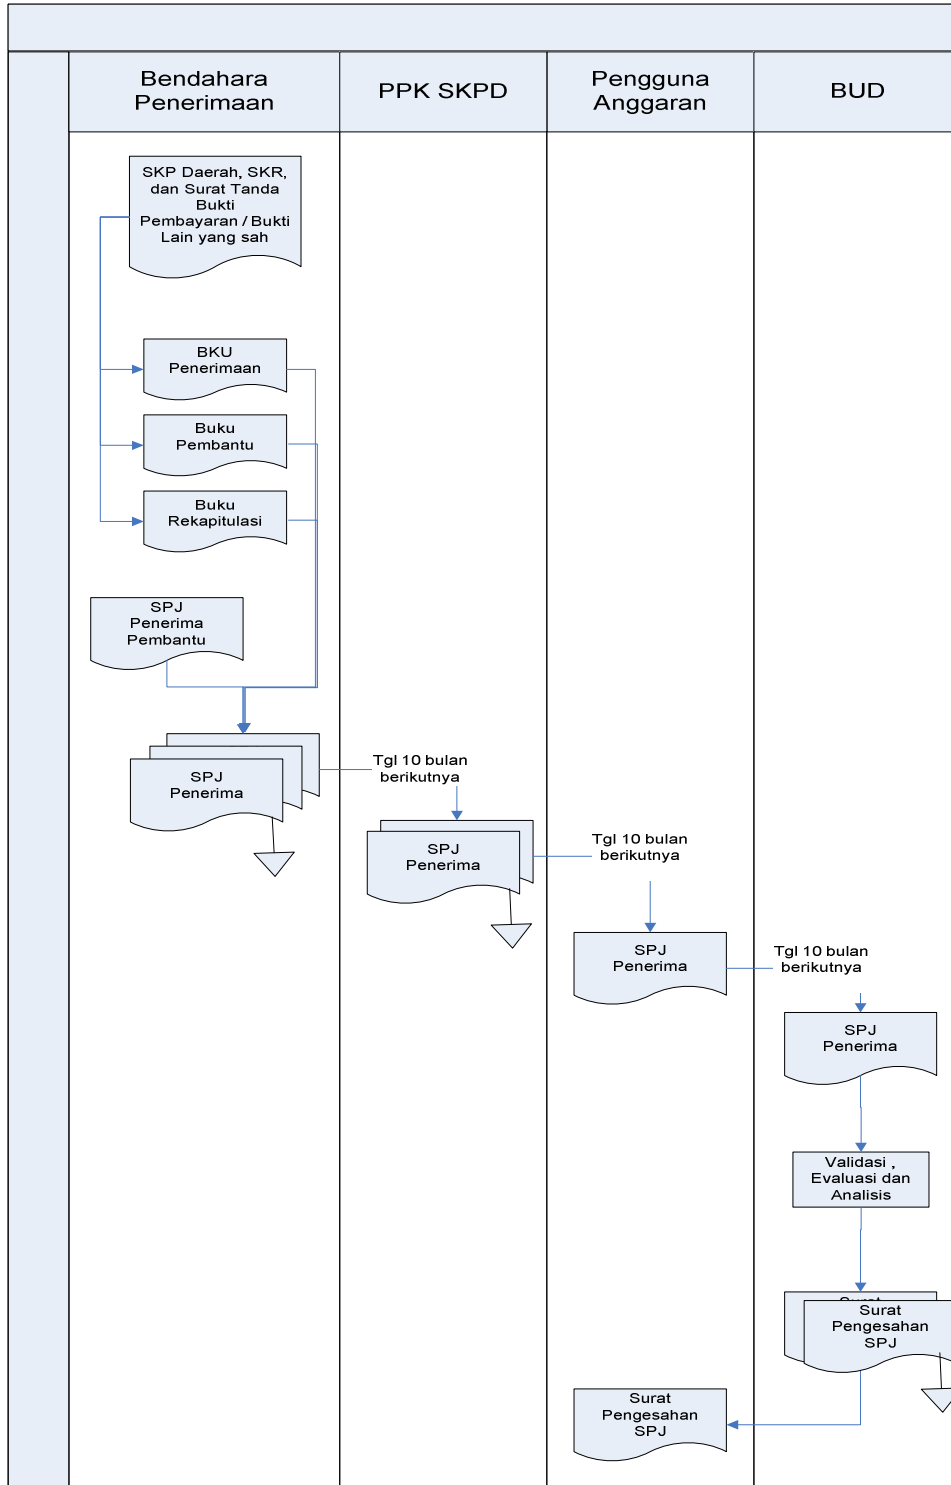 Bendahara
Penerimaan
PPK SKPD
Pengguna
Anggaran
BUD
SKP Daerah, SKR,
dan Surat Tanda
Bukti
Pembayaran / Bukti
Lain yang sah
BKU
Penerimaan
Buku
Pembantu
Buku
Rekapitulasi
SPJ
Penerima
Pembantu
SPJ
Penerima
Tgl 10 bulan
berikutnya
SPJ
Penerima
Tgl 10 bulan
berikutnya
SPJ
Penerima
Tgl 10 bulan
berikutnya
SPJ
Penerima
Validasi ,
Evaluasi dan
Analisis
Surat
Surat
Pengesahan
SPJ
Surat
Pengesahan
SPJ